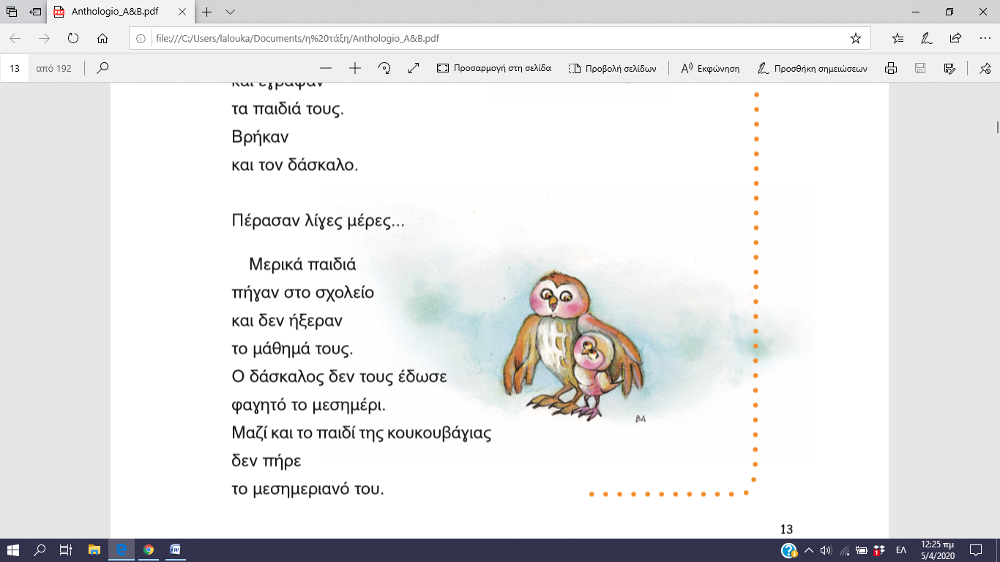 Anthologio_A&B.pdf
file:///C:/Users/lalouka/Documents/η%20τάξη/Anthologio_A&B.pdf
13 από 192 Προσαρμογή στη σελίδα Προβολή σελίδων Εκφώνηση Προσθήκη σημειώσεων
και έγραψαν
τα παιδιά τους.
Βρήκαν
και τον δάσκαλο.
Πέρασαν λίγες μέρες...
Μερικά παιδιά
πήγαν στο σχολείο
και δεν ήξεραν
το μάθημά τους.
Ο δάσκαλος δεν τους έδωσε
φαγητό το μεσημέρι.
Μαζί και το παιδί της κουκουβάγιας
δεν πήρε
το μεσημεριανό του.
ΒΛ
13
ΕΛ
12:25 πμ
5/4/2020